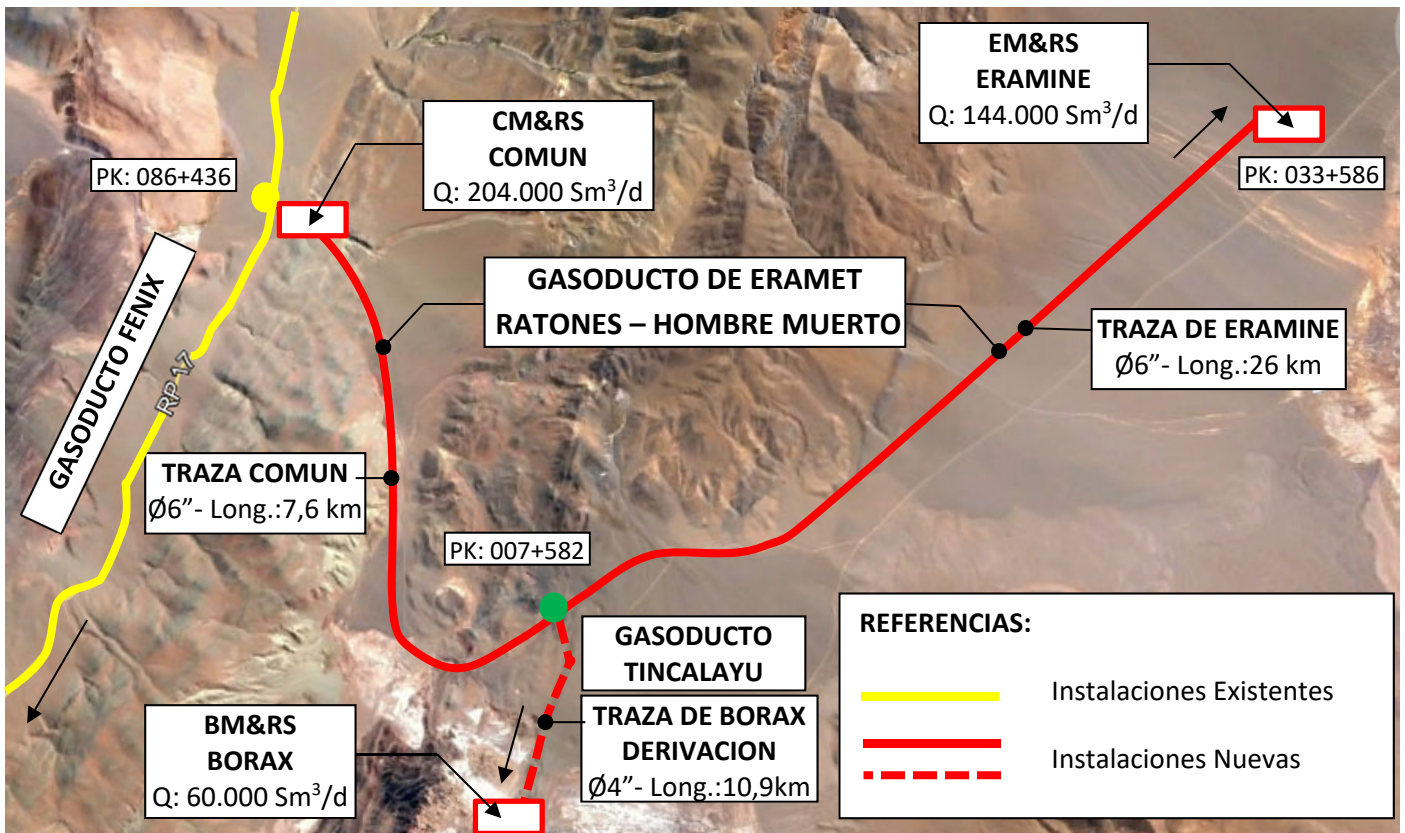 EM&RS
ERAMINE
Q: 144.000 Sm³/d
CM&RS
COMUN
Q: 204.000 Sm³/d
PK: 086+436
PK: 033+586
GASODUCTO FENIX
RP 17
GASODUCTO DE ERAMET
RATONES – HOMBRE MUERTO
TRAZA DE ERAMINE
Ø6”- Long.:26 km
TRAZA COMUN
Ø6”- Long.:7,6 km
PK: 007+582
GASODUCTO
TINCALAYU
TRAZA DE BORAX
DERIVACION
Ø4”- Long.:10,9km
BM&RS
BORAX
Q: 60.000 Sm³/d
REFERENCIAS:
Instalaciones Existentes
Instalaciones Nuevas